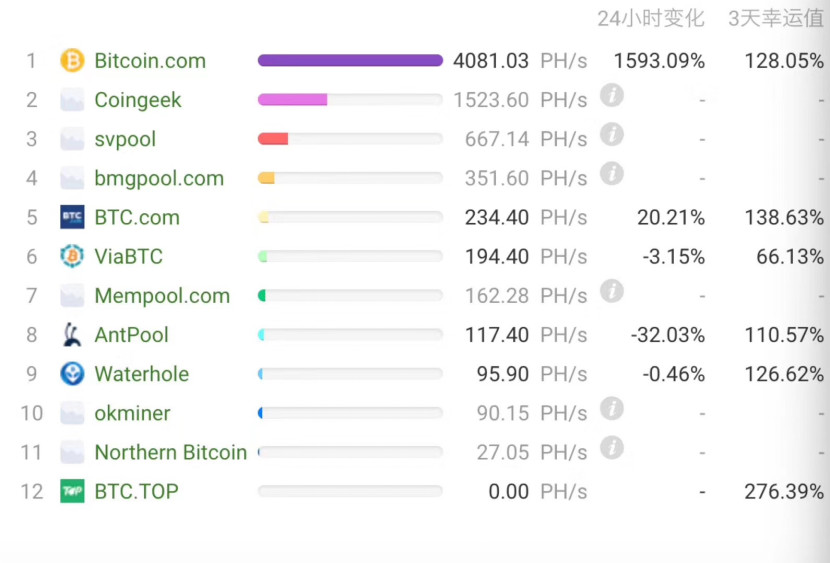 24小时变化 3天幸运值
1 Bitcoin.com 4081.03 PH/s 1593.09% 128.05%
2 Coingeek 1523.60 PH/s i - -
3 svpool 667.14 PH/s i - -
4 bmgpool.com 351.60 PH/s i - -
5 BTC BTC.com 234.40 PH/s 20.21% 138.63%
6 ViaBTC 194.40 PH/s -3.15% 66.13%
7 Mempool.com 162.28 PH/s i - -
8 AntPool 117.40 PH/s -32.03% 110.57%
9 Waterhole 95.90 PH/s -0.46% 126.62%
10 okminer 90.15 PH/s i - -
11 Northern Bitcoin 27.05 PH/s i - -
12 TOP BTC.TOP 0.00 PH/s - 276.39%